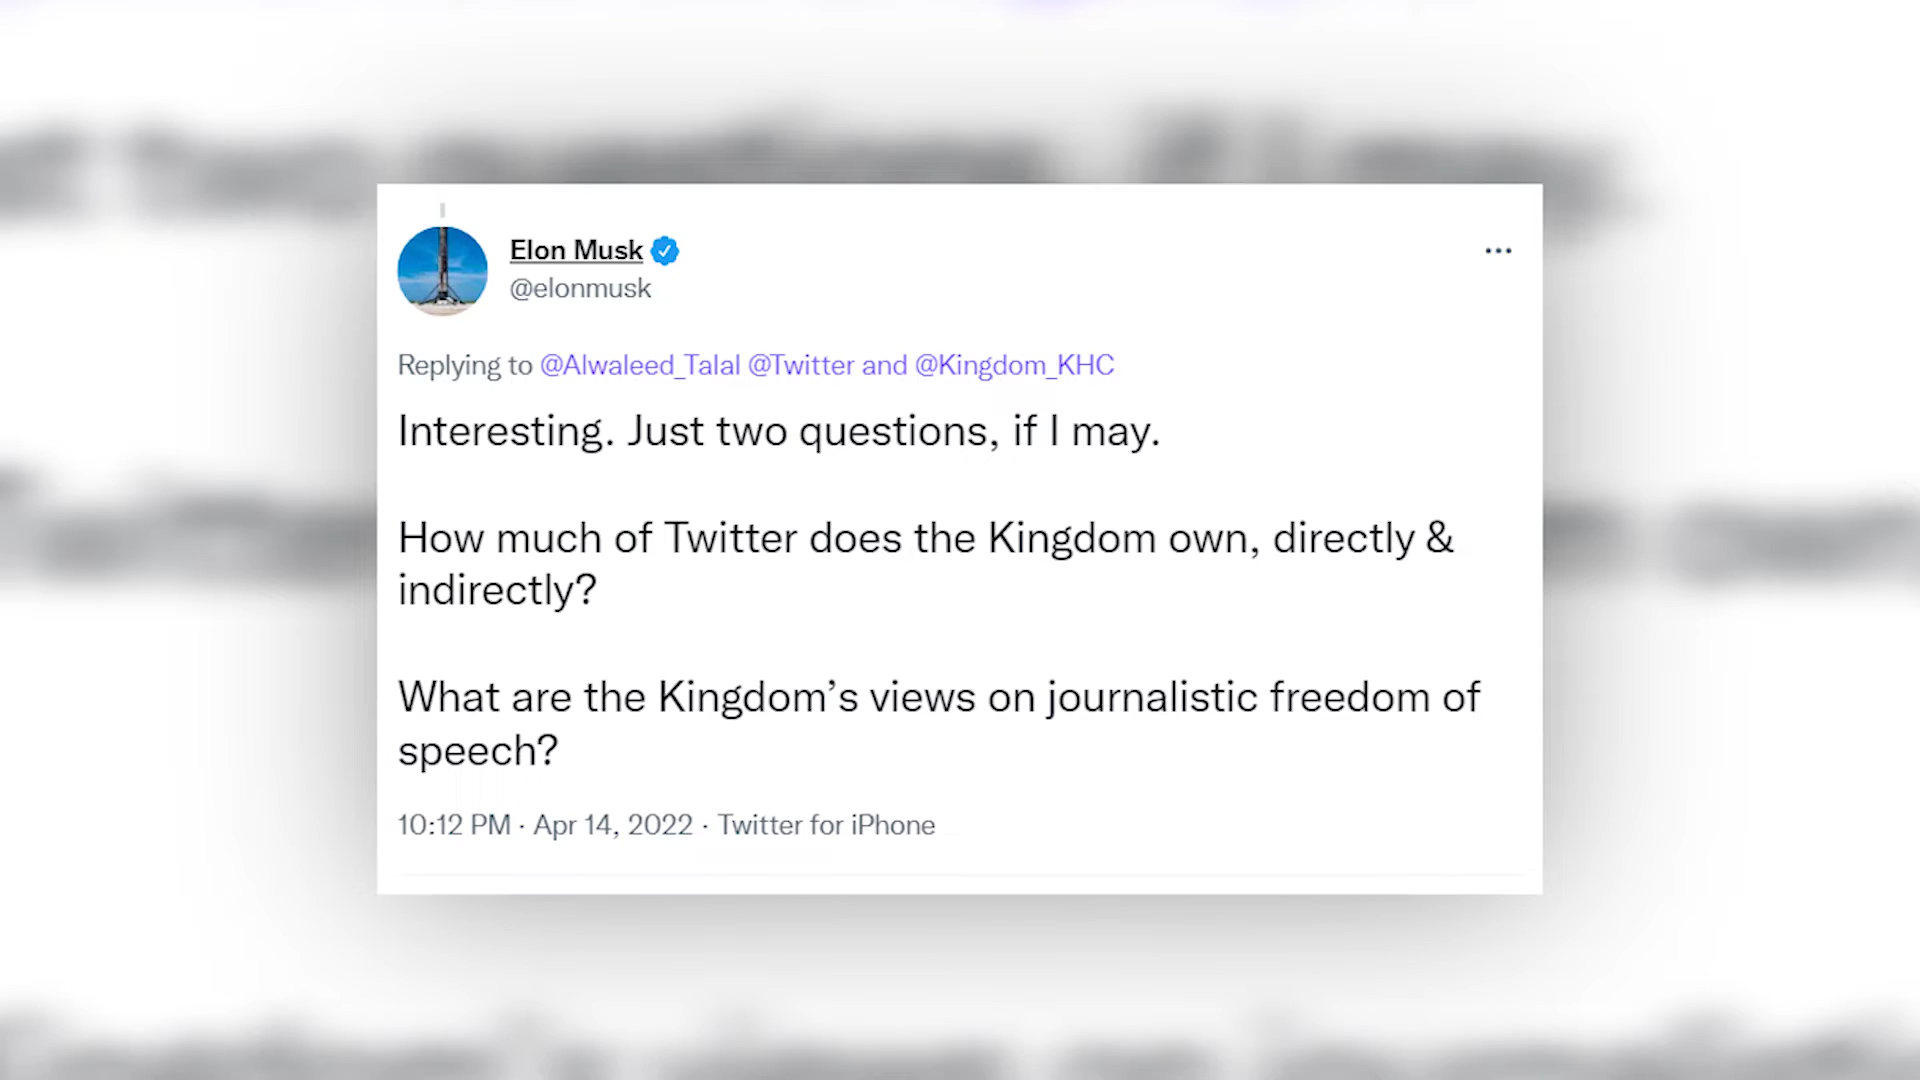 Elon Musk
@elonmusk
Replying to @Alwaleed_Talal @Twitter and @Kingdom_KHC
Interesting. Just two questions, if I may.
How much of Twitter does the Kingdom own, directly &
indirectly?
What are the Kingdom’s views on journalistic freedom of
speech?
10:12 PM · Apr 14, 2022 · Twitter for iPhone